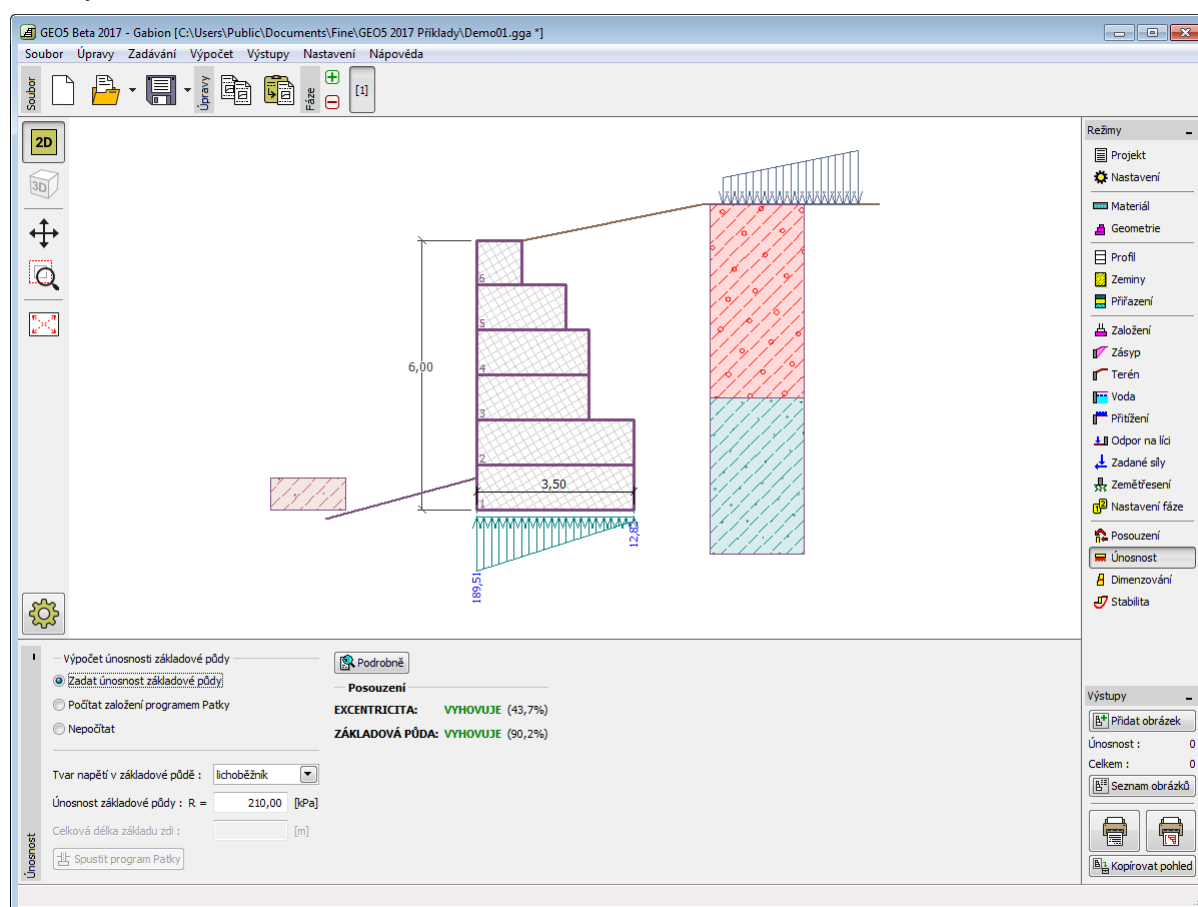 GEO5 Beta 2017 - Gabion [C:\Users\Public\Documents\Fine\GEO5 2017 Příklady\Demo01.gga *]
Soubor Úpravy Zadávání Výpočet Výstupy Nastavení Nápověda
Soubor
Úpravy
Fáze
[1]
2D
3D
6,00
6
5
4
3
2
1
3,50
189,51
12,82
Režimy
Projekt
Nastavení
Materiál
Geometrie
Profil
Zeminy
Přiřazení
Založení
Zásyp
Terén
Voda
Přitížení
Odpor na líci
Zadané síly
Zemětřesení
Nastavení fáze
Posouzení
Únosnost
Dimenzování
Stabilita
Únosnost
Výpočet únosnosti základové půdy
Zadat únosnost základové půdy
Počítat založení programem Patky
Nepočítat
Tvar napětí v základové půdě : lichoběžník
Únosnost základové půdy : R = 210,00 [kPa]
Celková délka základu zdi : [m]
Spustit program Patky
Podrobně
Posouzení
EXCENTRICITA: VYHOVUJE (43,7%)
ZÁKLADOVÁ PŮDA: VYHOVUJE (90,2%)
Výstupy
Přidat obrázek
Únosnost : 0
Celkem : 0
Seznam obrázků
Kopírovat pohled